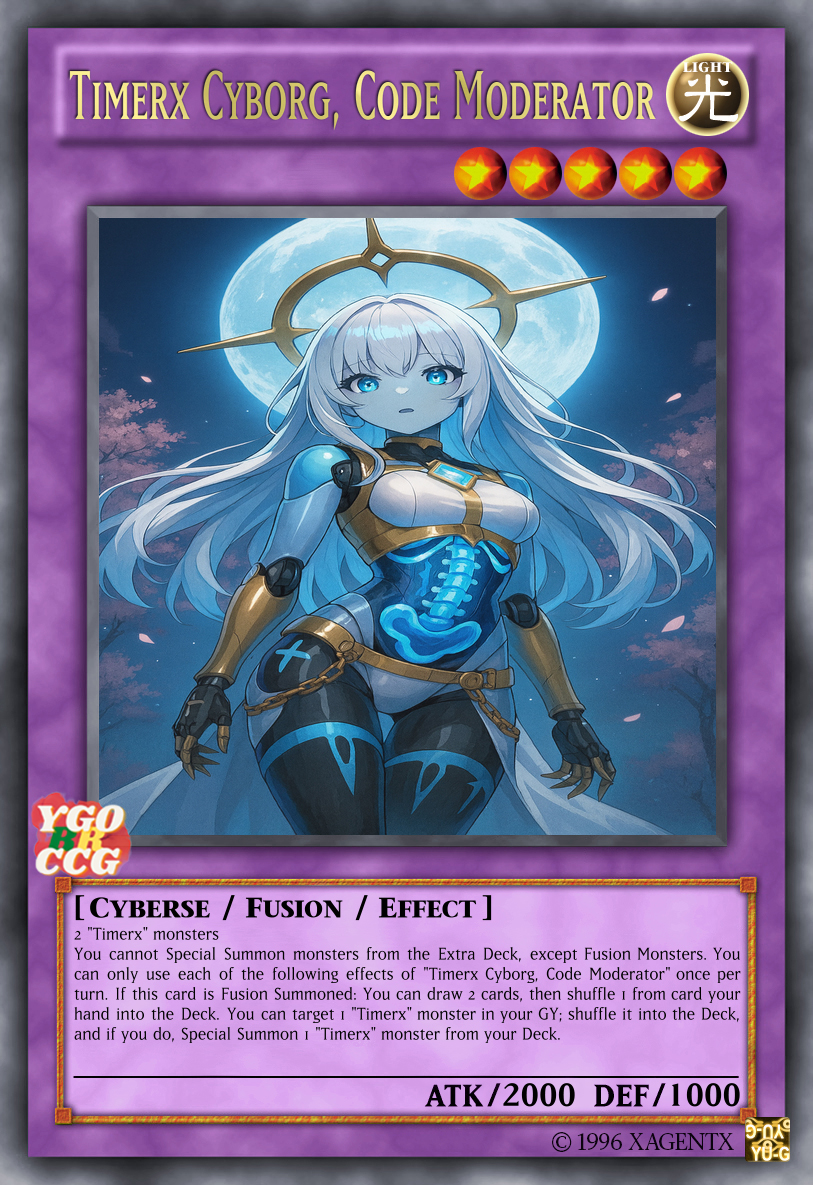 Timerx Cyborg, Code Moderator
LIGHT
光
YGO
RR
CCG
[ Cyberse / Fusion / Effect ]
2 "Timerx" monsters
You cannot Special Summon monsters from the Extra Deck, except Fusion Monsters. You
can only use each of the following effects of "Timerx Cyborg, Code Moderator" once per
turn. If this card is Fusion Summoned: You can draw 2 cards, then shuffle 1 from card your
hand into the Deck. You can target 1 "Timerx" monster in your GY; shuffle it into the Deck,
and if you do, Special Summon 1 "Timerx" monster from your Deck.
ATK/2000 DEF/1000
© 1996 XAGENTX